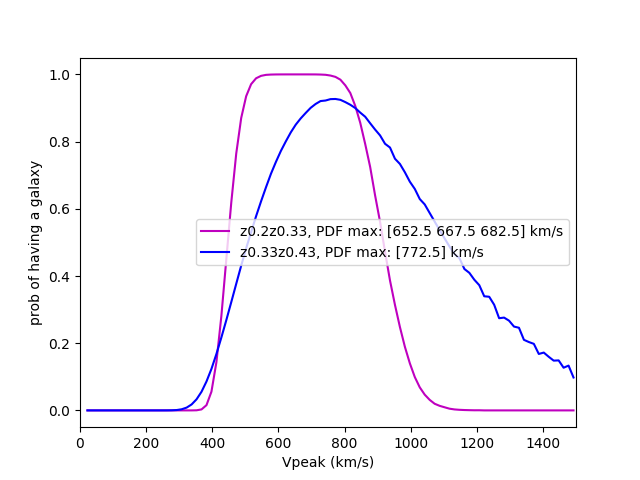 1.0
0.8
0.6
0.4
0.2
0.0
prob of having a galaxy
z0.2z0.33, PDF max: [652.5 667.5 682.5] km/s
z0.33z0.43, PDF max: [772.5] km/s
0 200 400 600 800 1000 1200 1400
Vpeak (km/s)